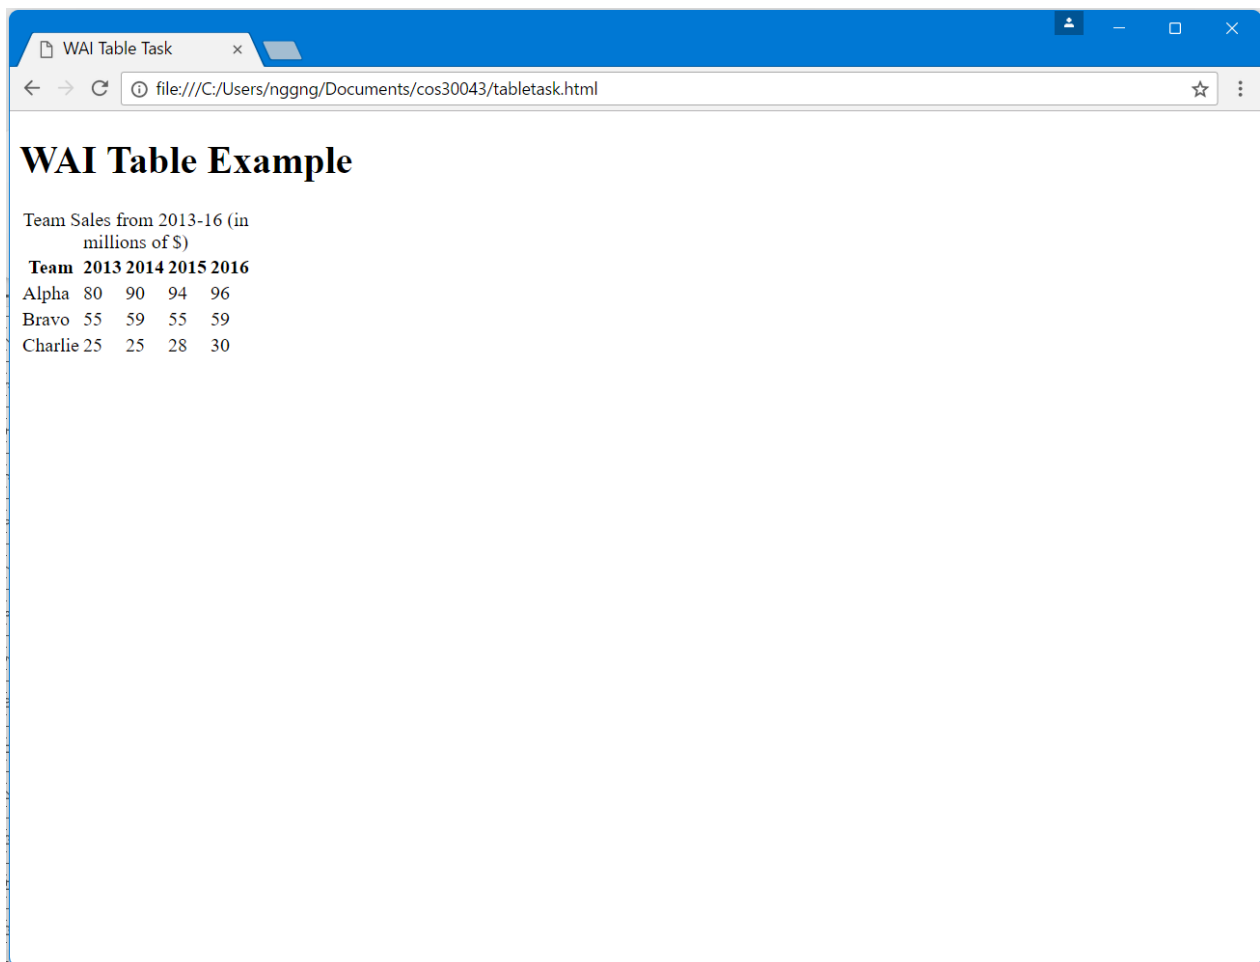 WAI Table Task
file:///C:/Users/nggng/Documents/cos30043/tabletask.html
WAI Table Example
Team Sales from 2013-16 (in
millions of $)
Team 2013 2014 2015 2016
Alpha 80 90 94 96
Bravo 55 59 55 59
Charlie 25 25 28 30